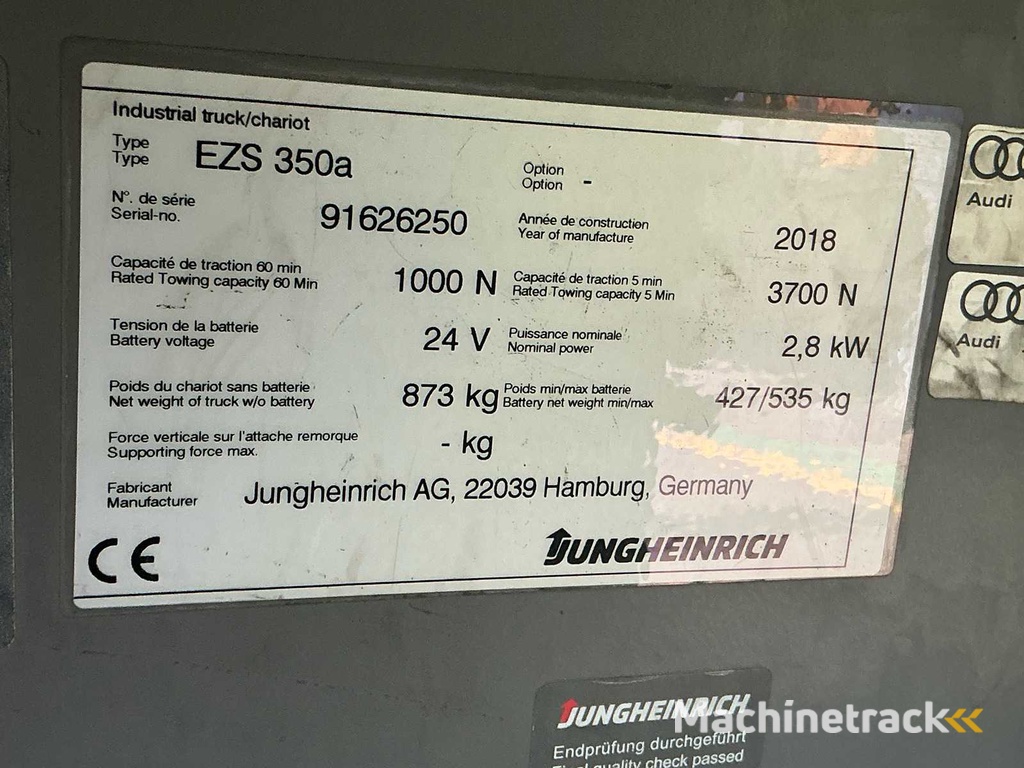 Industrial truck/chariot
Type
Type
EZS 350a
Option
Option -
N°. de série
Serial-no.
91626250
Année de construction
Year of manufacture
2018
Capacité de traction 60 min
Rated Towing capacity 60 Min
1000 N
Capacité de traction 5 min
Rated Towing capacity 5 Min
3700 N
Tension de la batterie
Battery voltage
24 V
Puissance nominale
Nominal power
2,8 kW
Poids du chariot sans batterie
Net weight of truck w/o battery
873 kg
Poids min/max batterie
Battery net weight min/max
427/535 kg
Force verticale sur l'attache remorque
Supporting force max.
- kg
Fabricant
Manufacturer
Jungheinrich AG, 22039 Hamburg, Germany
CE
JUNGHEINRICH
Audi
Audi
JUNGHEINRICH
Machinetrack
Endprüfung durchgeführt
Final quality check passed